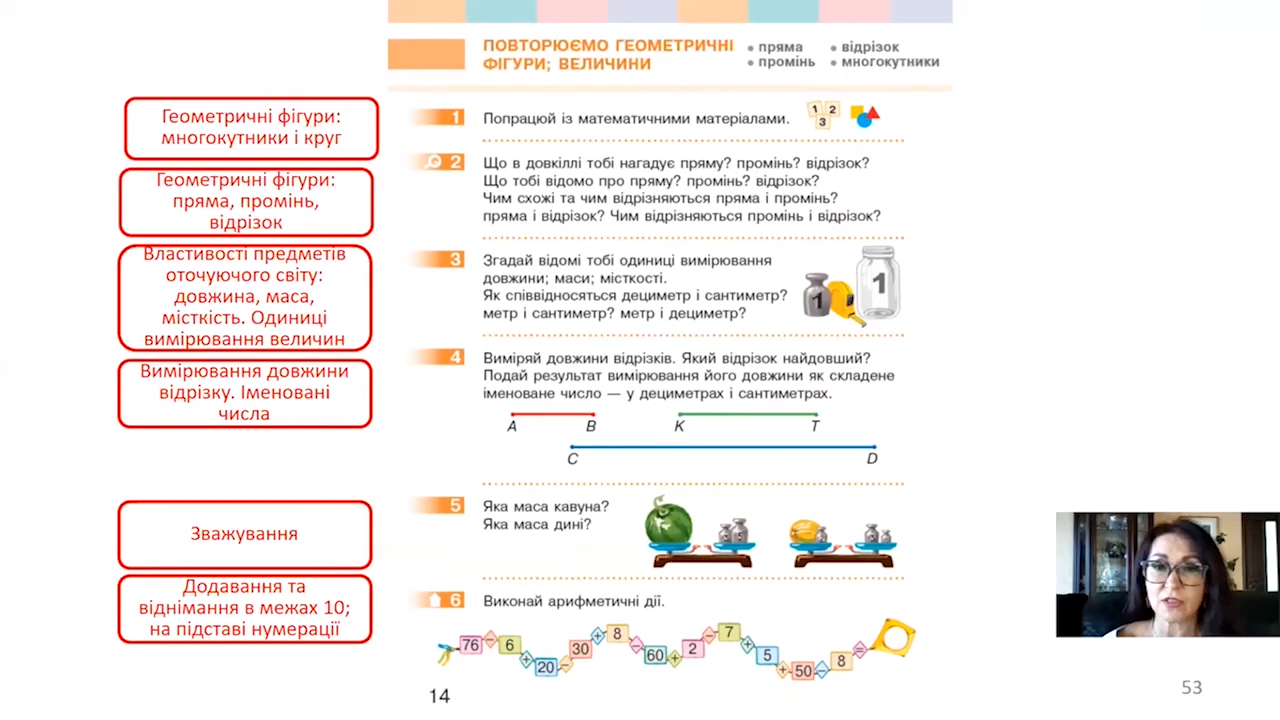 ПОВТОРЮЄМО ГЕОМЕТРИЧНІ
ФІГУРИ; ВЕЛИЧИНИ
• пряма
• відрізок
• промінь
• многокутники
Геометричні фігури:
многокутники і круг
Геометричні фігури:
пряма, промінь,
відрізок
Властивості предметів
оточуючого світу:
довжина, маса,
місткість. Одиниці
вимірювання величин
Вимірювання довжини
відрізку. Іменовані
числа
Зважування
Додавання та
віднімання в межах 10;
на підставі нумерації
1 Попрацюй із математичними матеріалами.
1 2
3
2 Що в довкіллі тобі нагадує пряму? промінь? відрізок?
Що тобі відомо про пряму? промінь? відрізок?
Чим схожі та чим відрізняються пряма і промінь?
пряма і відрізок? Чим відрізняються промінь і відрізок?
3 Згадай відомі тобі одиниці вимірювання
довжини; маси; місткості.
Як співвідносяться дециметр і сантиметр?
метр і сантиметр? метр і дециметр?
1
1
4 Виміряй довжини відрізків. Який відрізок найдовший?
Подай результат вимірювання його довжини як складене
іменоване число — у дециметрах і сантиметрах.
A B K T
C D
5 Яка маса кавуна?
Яка маса дині?
6 Виконай арифметичні дії.
76 − 6 + 20 − 30 + 8 − 60 + 2 − 7 + 5 + 50 − 8 =
14
53